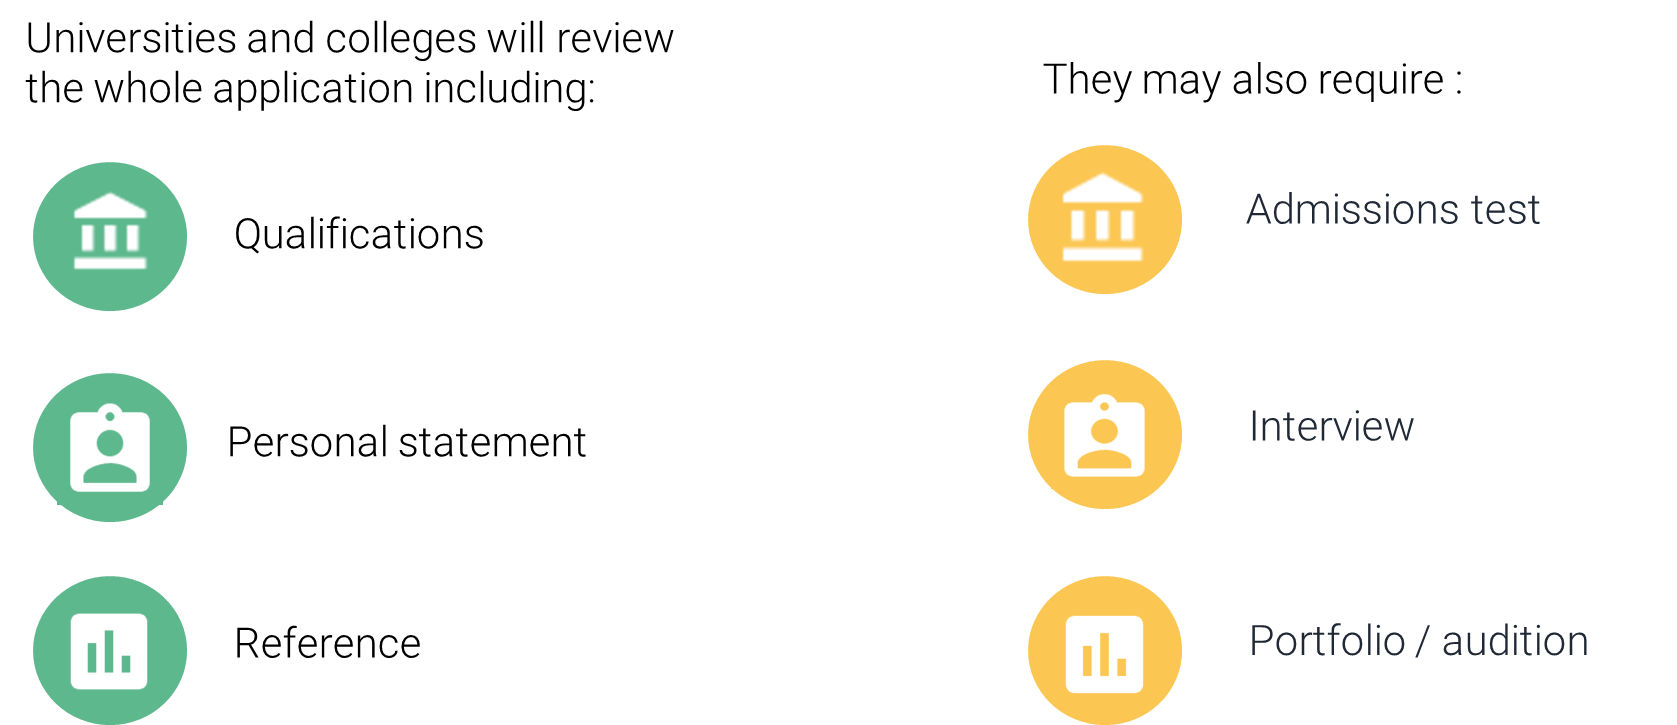 Universities and colleges will review
the whole application including:
Qualifications
Personal statement
Reference
They may also require :
Admissions test
Interview
Portfolio / audition